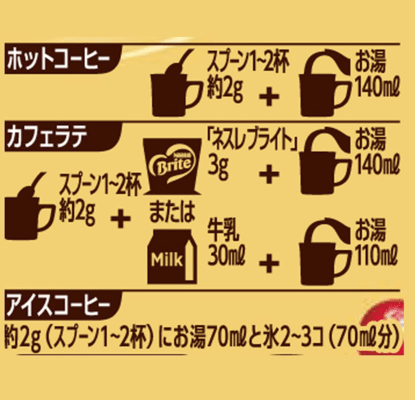 ホットコーヒー
スプーン1~2杯
約2g
+
お湯
140㎖
カフェラテ
スプーン1~2杯
約2g
+
Nestlé
Brite
「ネスレブライト」
3g
+
お湯
140㎖
または
Milk
牛乳
30㎖
+
お湯
110㎖
アイスコーヒー
約2g（スプーン1~2杯）にお湯70㎖と氷2~3コ（70㎖分）